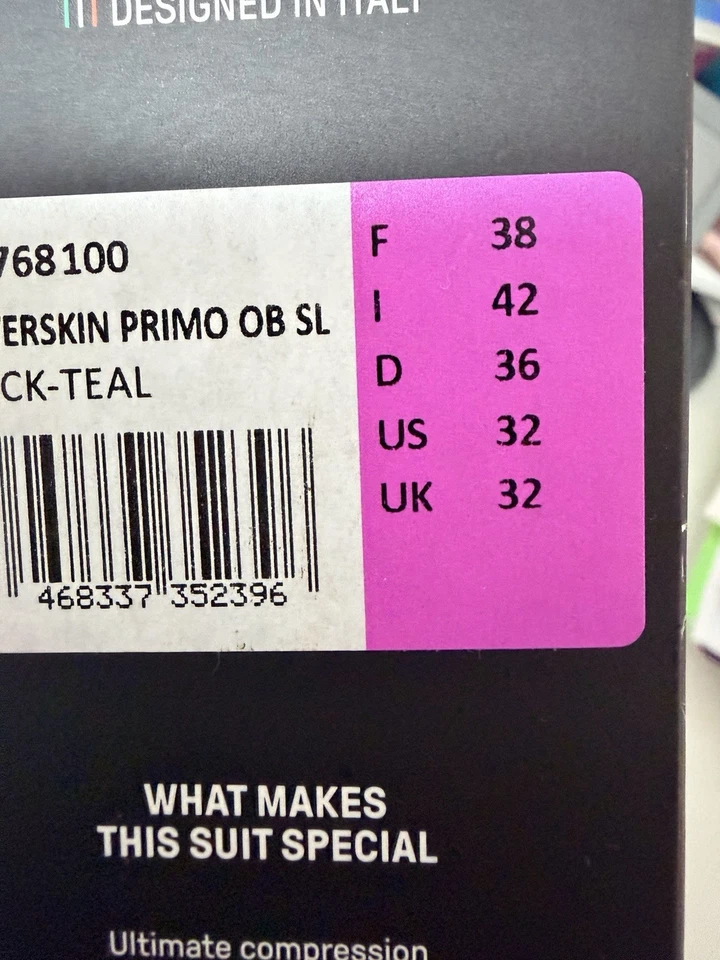 DESIGNED IN ITALY
768100
ERSKIN PRIMO OB SL
CK-TEAL
468337 352396
F 38
I 42
D 36
US 32
UK 32
WHAT MAKES
THIS SUIT SPECIAL
Ultimate compression